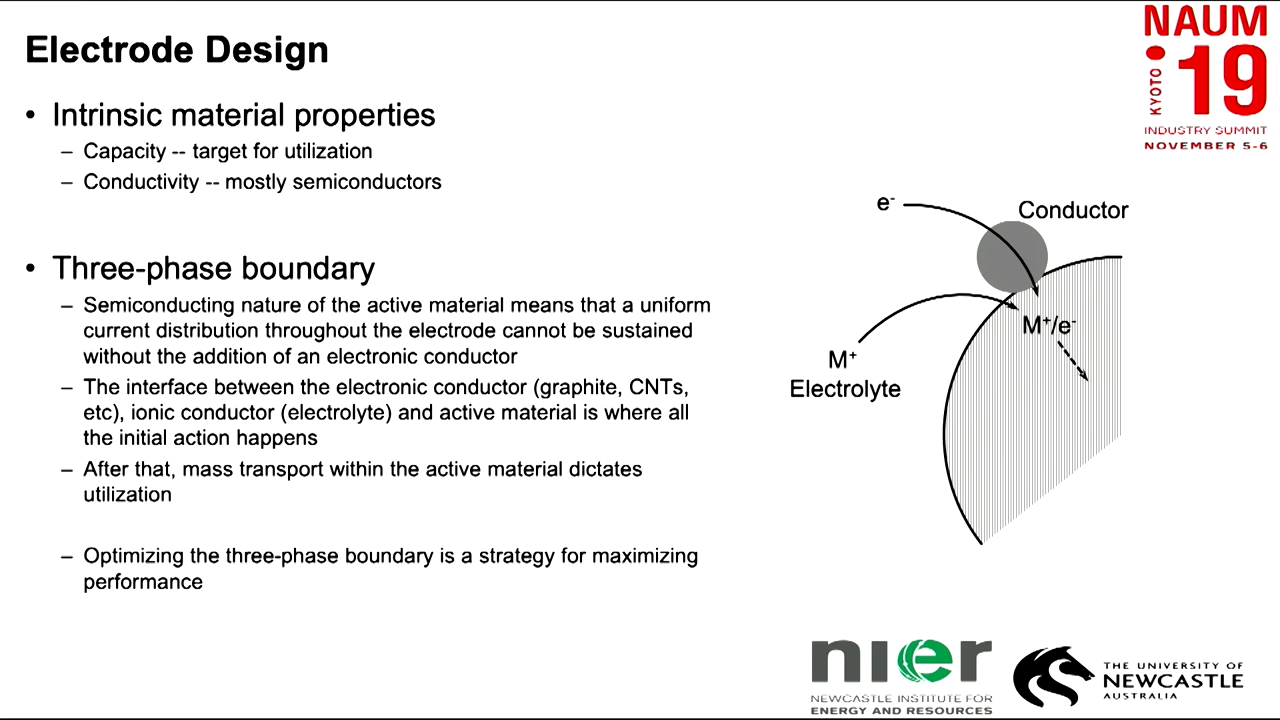 Electrode Design
• Intrinsic material properties
– Capacity -- target for utilization
– Conductivity -- mostly semiconductors
• Three-phase boundary
– Semiconducting nature of the active material means that a uniform
current distribution throughout the electrode cannot be sustained
without the addition of an electronic conductor
– The interface between the electronic conductor (graphite, CNTs,
etc), ionic conductor (electrolyte) and active material is where all
the initial action happens
– After that, mass transport within the active material dictates
utilization
– Optimizing the three-phase boundary is a strategy for maximizing
performance
e⁻
Conductor
M⁺/e⁻
M⁺
Electrolyte
NAUM
KYOTO
i19
INDUSTRY SUMMIT
NOVEMBER 5-6
nier
NEWCASTLE INSTITUTE FOR
ENERGY AND RESOURCES
THE UNIVERSITY OF
NEWCASTLE
AUSTRALIA